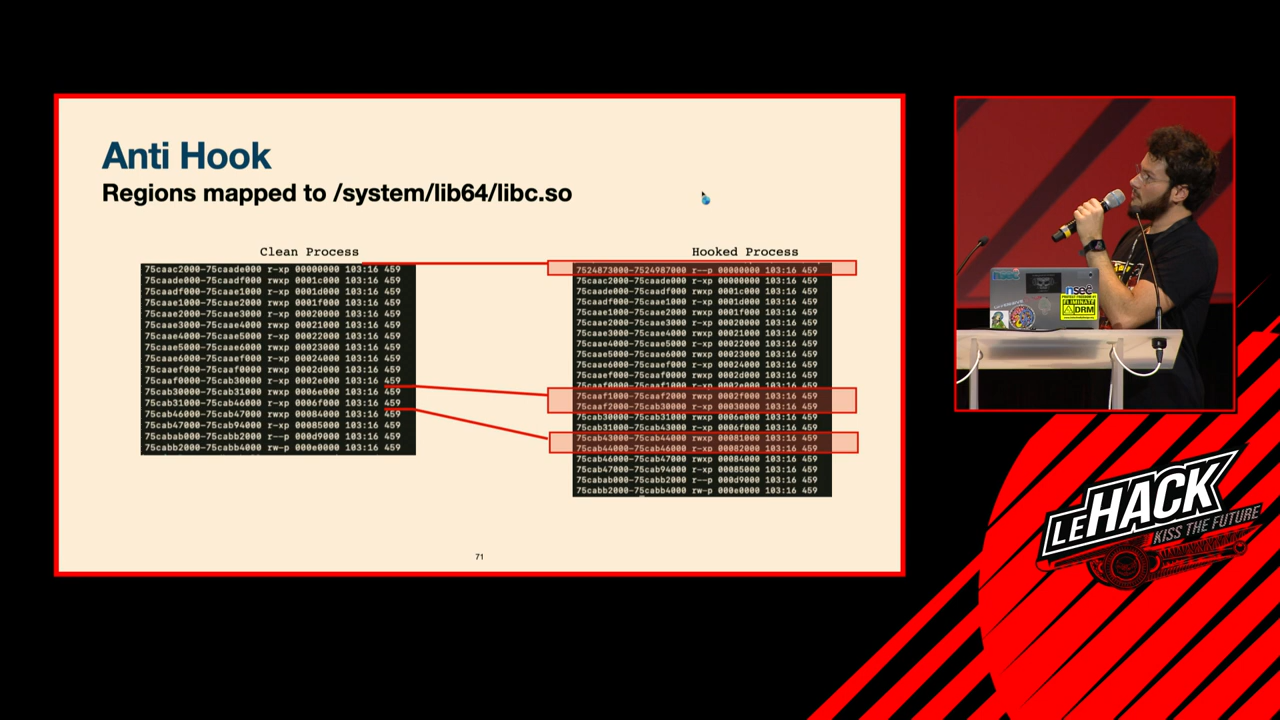 Anti Hook
Regions mapped to /system/lib64/libc.so
Clean Process
75caac2000-75caade000 r-xp 00000000 103:16 459
75caade000-75caadf000 rwxp 0001c000 103:16 459
75caadf000-75caae1000 r-xp 0001d000 103:16 459
75caae1000-75caae2000 rwxp 0001f000 103:16 459
75caae2000-75caae3000 r-xp 00020000 103:16 459
75caae3000-75caae4000 rwxp 00021000 103:16 459
75caae4000-75caae5000 r-xp 00022000 103:16 459
75caae5000-75caae6000 rwxp 00023000 103:16 459
75caae6000-75caaef000 r-xp 00024000 103:16 459
75caaef000-75caaf0000 rwxp 0002d000 103:16 459
75caaf0000-75cab30000 r-xp 0002e000 103:16 459
75cab30000-75cab31000 rwxp 0006e000 103:16 459
75cab31000-75cab46000 r-xp 0006f000 103:16 459
75cab46000-75cab47000 rwxp 00084000 103:16 459
75cab47000-75cab94000 r-xp 00085000 103:16 459
75cabab000-75cabb2000 r--p 000d9000 103:16 459
75cabb2000-75cabb4000 rw-p 000e0000 103:16 459
Hooked Process
7524873000-7524987000 r--p 00000000 103:16 459
75caac2000-75caade000 r-xp 00000000 103:16 459
75caade000-75caadf000 rwxp 0001c000 103:16 459
75caadf000-75caae1000 r-xp 0001d000 103:16 459
75caae1000-75caae2000 rwxp 0001f000 103:16 459
75caae2000-75caae3000 r-xp 00020000 103:16 459
75caae3000-75caae4000 rwxp 00021000 103:16 459
75caae4000-75caae5000 r-xp 00022000 103:16 459
75caae5000-75caae6000 rwxp 00023000 103:16 459
75caae6000-75caaef000 r-xp 00024000 103:16 459
75caaef000-75caaf0000 rwxp 0002d000 103:16 459
75caaf0000-75caaf1000 r-xp 0002e000 103:16 459
75caaf1000-75caaf2000 rwxp 0002f000 103:16 459
75caaf2000-75cab30000 r-xp 00030000 103:16 459
75cab30000-75cab31000 rwxp 0006e000 103:16 459
75cab31000-75cab43000 r-xp 0006f000 103:16 459
75cab43000-75cab44000 rwxp 00081000 103:16 459
75cab44000-75cab46000 r-xp 00082000 103:16 459
75cab46000-75cab47000 rwxp 00084000 103:16 459
75cab47000-75cab94000 r-xp 00085000 103:16 459
75cabab000-75cabb2000 r--p 000d9000 103:16 459
75cabb2000-75cabb4000 rw-p 000e0000 103:16 459
71
nsec
ELIMINATE
DRM
LEHACK
KISS THE FUTURE